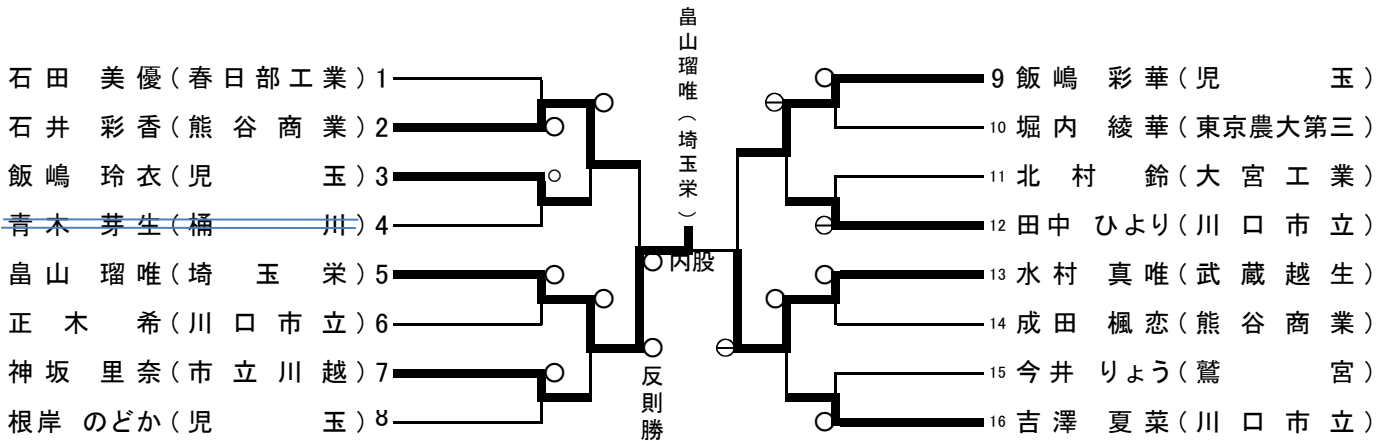 畠山瑠唯(埼玉栄)
石田 美優(春日部工業)1
石井 彩香(熊谷商業)2
飯嶋 玲衣(児 玉)3
青木 芽生(桶 川)4
畠山 瑠唯(埼玉栄)5
正木 希(川口市立)6
神坂 里奈(市立川越)7
根岸 のどか(児 玉)8
内股
反則勝
9 飯嶋 彩華(児 玉)
10 堀内 綾華(東京農大第三)
11 北村 鈴(大宮工業)
12 田中 ひより(川口市立)
13 水村 真唯(武蔵越生)
14 成田 楓恋(熊谷商業)
15 今井 りょう(鷲 宮)
16 吉澤 夏菜(川口市立)